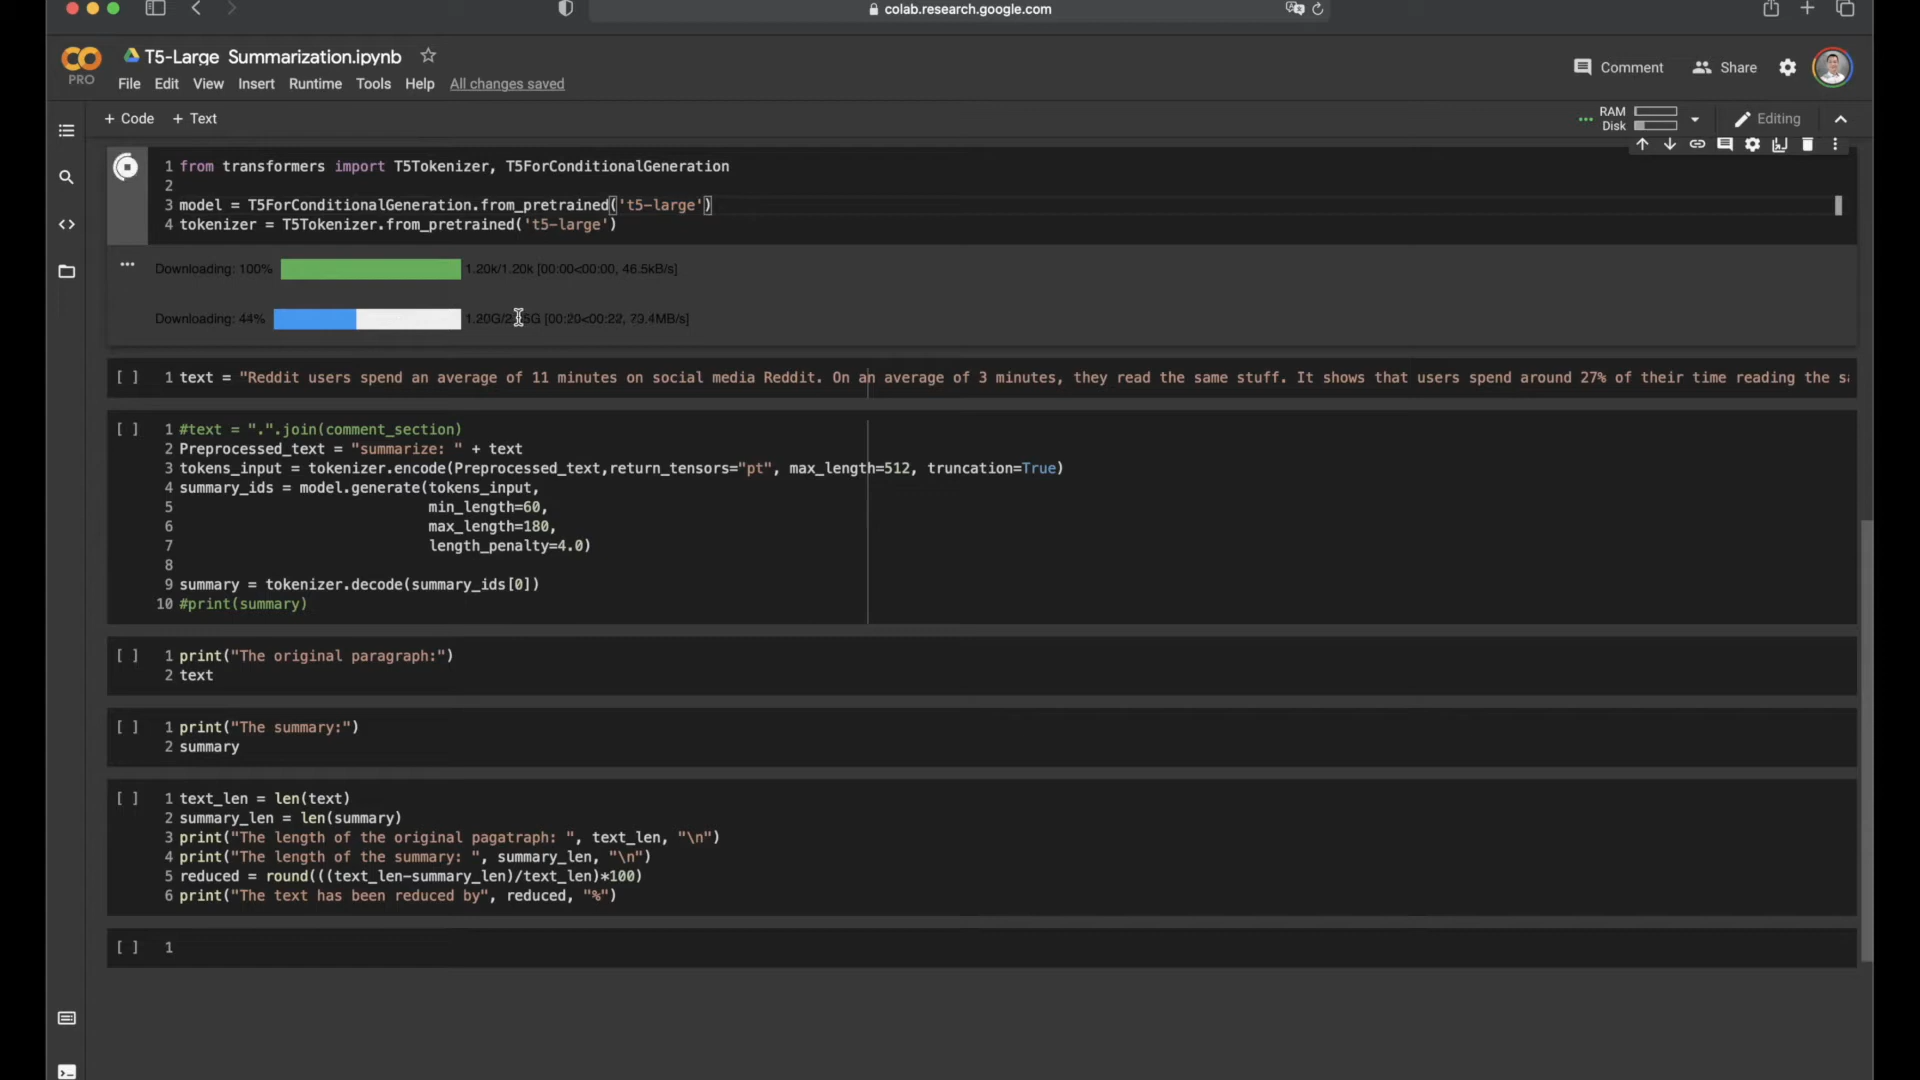 colab.research.google.com
CO
PRO
T5-Large Summarization.ipynb
File Edit View Insert Runtime Tools Help All changes saved
Comment Share
+ Code + Text
RAM
Disk
Editing
1 from transformers import T5Tokenizer, T5ForConditionalGeneration
2
3 model = T5ForConditionalGeneration.from_pretrained('t5-large')
4 tokenizer = T5Tokenizer.from_pretrained('t5-large')
Downloading: 100% 1.20k/1.20k [00:00<00:00, 46.5kB/s]
Downloading: 44% [00:20<00:22, 79.4MB/s]
[ ] 1 text = "Reddit users spend an average of 11 minutes on social media Reddit. On an average of 3 minutes, they read the same stuff. It shows that users spend around 27% of their time reading the s
[ ] 1 #text = ".".join(comment_section)
2 Preprocessed_text = "summarize: " + text
3 tokens_input = tokenizer.encode(Preprocessed_text,return_tensors="pt", max_length=512, truncation=True)
4 summary_ids = model.generate(tokens_input,
5 min_length=60,
6 max_length=180,
7 length_penalty=4.0)
8
9 summary = tokenizer.decode(summary_ids[0])
10 #print(summary)
[ ] 1 print("The original paragraph:")
2 text
[ ] 1 print("The summary:")
2 summary
[ ] 1 text_len = len(text)
2 summary_len = len(summary)
3 print("The length of the original pagatraph: ", text_len, "\n")
4 print("The length of the summary: ", summary_len, "\n")
5 reduced = round(((text_len-summary_len)/text_len)*100)
6 print("The text has been reduced by", reduced, "%")
[ ] 1